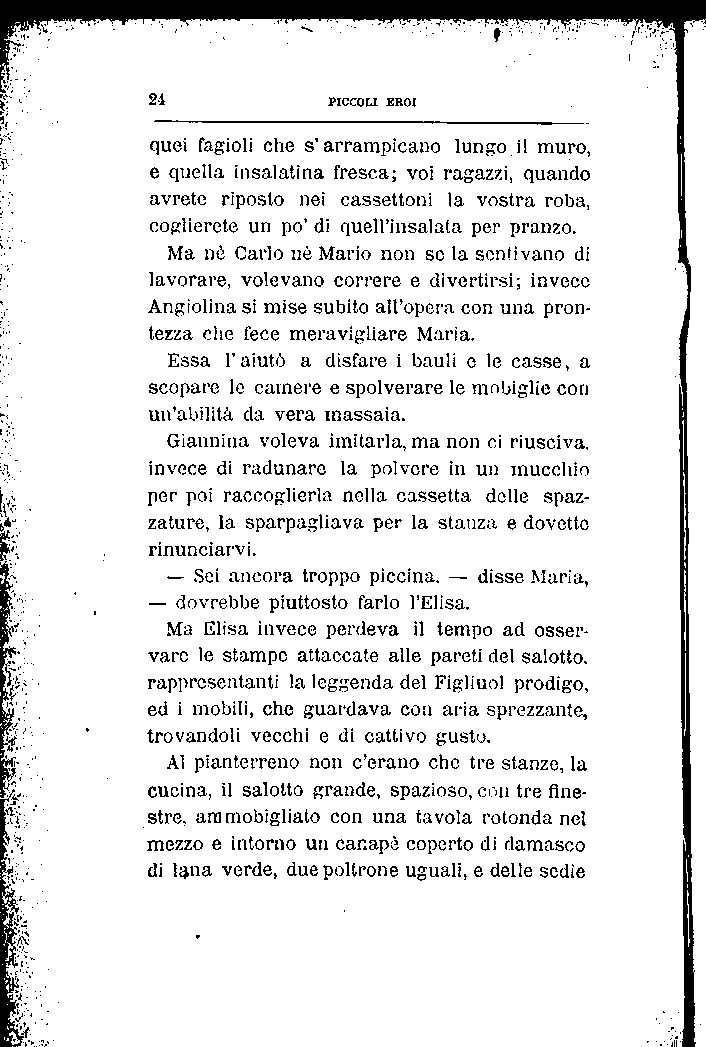 24 PICCOLI EROI
quei fagioli che s'arrampicano lungo il muro,
e quella insalatina fresca; voi ragazzi, quando
avrete riposto nei cassettoni la vostra roba,
coglierete un po' di quell'insalata per pranzo.
Ma nè Carlo nè Mario non se la sentivano di
lavorare, volevano correre e divertirsi; invece
Angiolina si mise subito all'opera con una pron-
tezza che fece meravigliare Maria.
Essa l'aiutò a disfare i bauli e le casse, a
scopare le camere e spolverare le mobiglie con
un'abilità da vera massaia.
Giannina voleva imitarla, ma non ci riusciva.
invece di radunare la polvere in un mucchio
per poi raccoglierla nella cassetta delle spaz-
zature, la sparpagliava per la stanza e dovette
rinunciarvi.
— Sei ancora troppo piccina. — disse Maria,
— dovrebbe piuttosto farlo l'Elisa.
Ma Elisa invece perdeva il tempo ad osser-
vare le stampe attaccate alle pareti del salotto.
rappresentanti la leggenda del Figliuol prodigo,
ed i mobili, che guardava con aria sprezzante,
trovandoli vecchi e di cattivo gusto.
Al pianterreno non c'erano che tre stanze, la
cucina, il salotto grande, spazioso, con tre fine-
stre, ammobigliato con una tavola rotonda nel
mezzo e intorno un canapè coperto di damasco
di lana verde, due poltrone uguali, e delle sedie